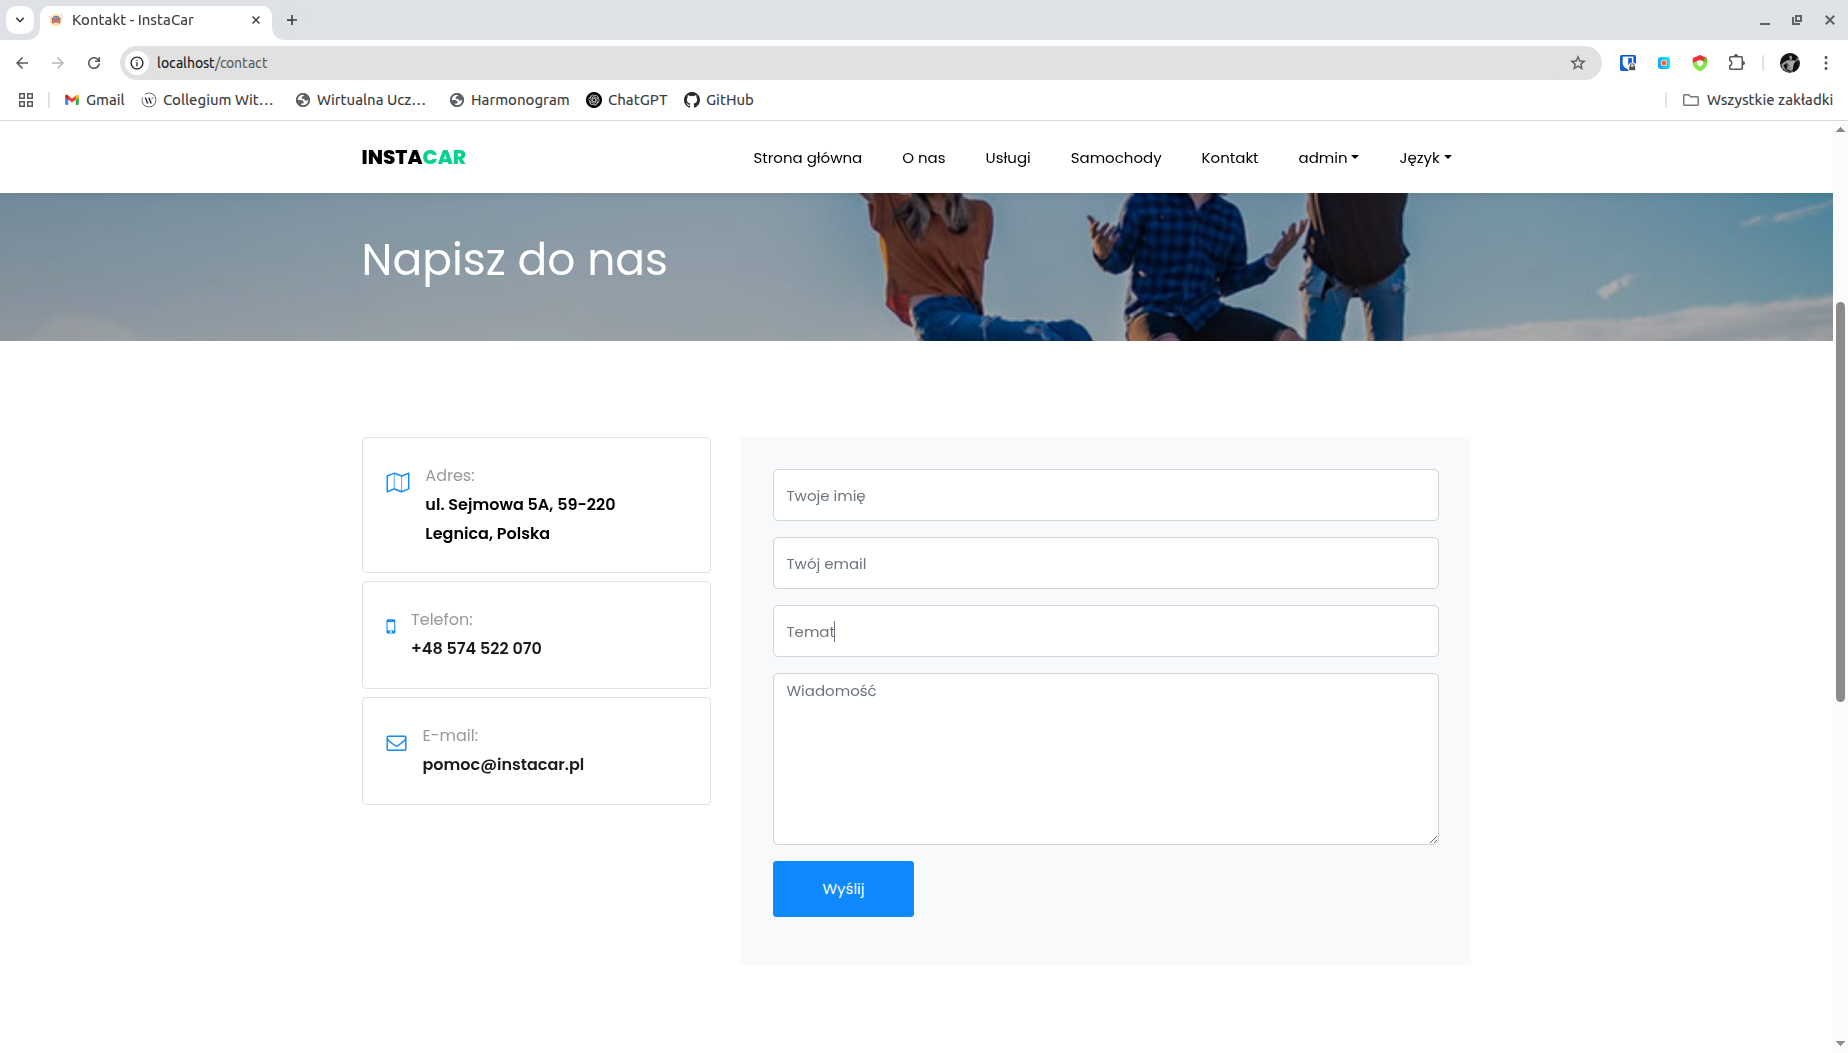 Kontakt - InstaCar
localhost/contact
Gmail
Collegium Wit...
Wirtualna Ucz...
Harmonogram
ChatGPT
GitHub
Wszystkie zakładki
INSTACAR
Strona główna
O nas
Usługi
Samochody
Kontakt
admin
Język
Napisz do nas
Adres:
ul. Sejmowa 5A, 59-220
Legnica, Polska
Telefon:
+48 574 522 070
E-mail:
pomoc@instacar.pl
Twoje imię
Twój email
Temat
Wiadomość
Wyślij